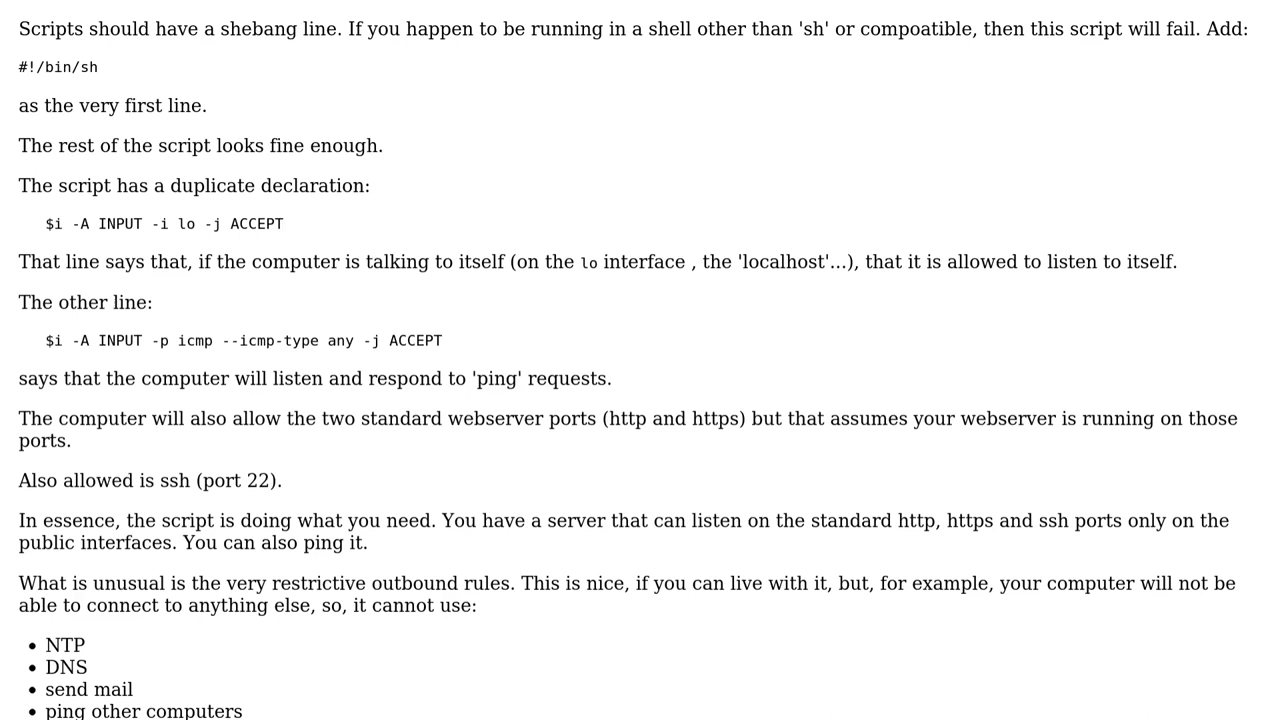 Scripts should have a shebang line. If you happen to be running in a shell other than 'sh' or compoatible, then this script will fail. Add:
#!/bin/sh
as the very first line.
The rest of the script looks fine enough.
The script has a duplicate declaration:
$i -A INPUT -i lo -j ACCEPT
That line says that, if the computer is talking to itself (on the lo interface , the 'localhost'...), that it is allowed to listen to itself.
The other line:
$i -A INPUT -p icmp --icmp-type any -j ACCEPT
says that the computer will listen and respond to 'ping' requests.
The computer will also allow the two standard webserver ports (http and https) but that assumes your webserver is running on those
ports.
Also allowed is ssh (port 22).
In essence, the script is doing what you need. You have a server that can listen on the standard http, https and ssh ports only on the
public interfaces. You can also ping it.
What is unusual is the very restrictive outbound rules. This is nice, if you can live with it, but, for example, your computer will not be
able to connect to anything else, so, it cannot use:
• NTP
• DNS
• send mail
• ping other computers